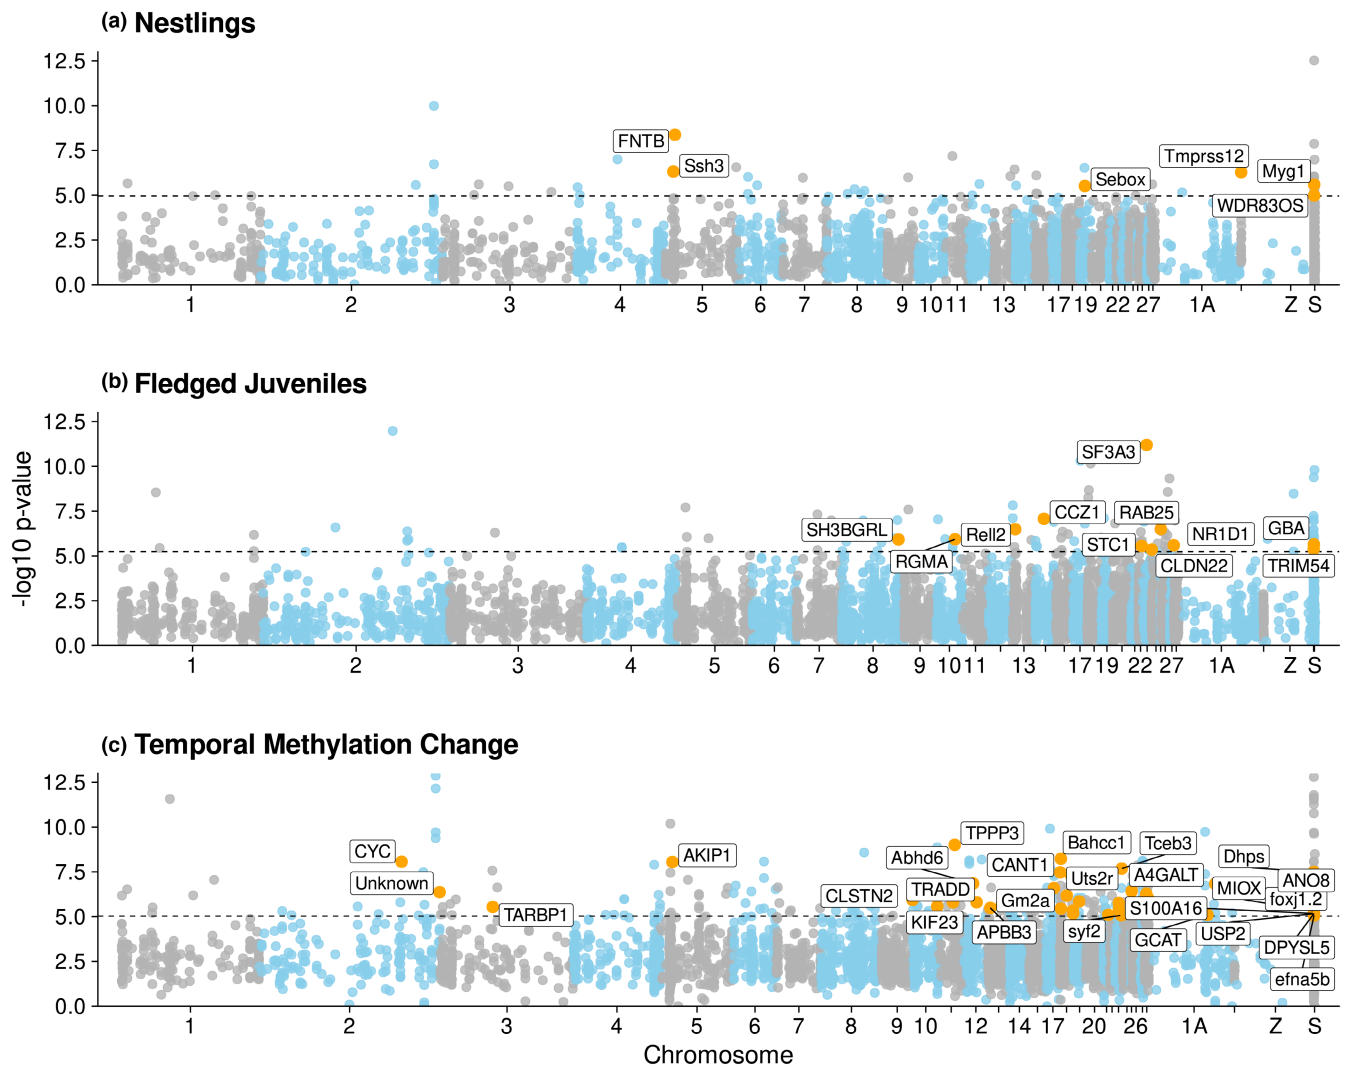 (a) Nestlings
12.5
10.0
7.5
5.0
2.5
0.0
FNTB
Ssh3
Sebox
Tmprss12
Myg1
WDR83OS
1 2 3 4 5 6 7 8 9 10 11 13 17 19 22 27 1A Z S
(b) Fledged Juveniles
-log10 p-value
12.5
10.0
7.5
5.0
2.5
0.0
SF3A3
SH3BGRL
RGMA
Rell2
CCZ1
RAB25
STC1
NR1D1
CLDN22
GBA
TRIM54
1 2 3 4 5 6 7 8 9 10 11 13 17 19 22 27 1A Z S
(c) Temporal Methylation Change
12.5
10.0
7.5
5.0
2.5
0.0
CYC
Unknown
TARBP1
AKIP1
TPPP3
Abhd6
CLSTN2
TRADD
KIF23
CANT1
Gm2a
APBB3
Bahcc1
Uts2r
Tceb3
A4GALT
S100A16
syf2
GCAT
Dhps
MIOX
ANO8
foxj1.2
USP2
DPYSL5
efna5b
1 2 3 4 5 6 7 8 9 10 12 14 17 20 26 1A Z S
Chromosome